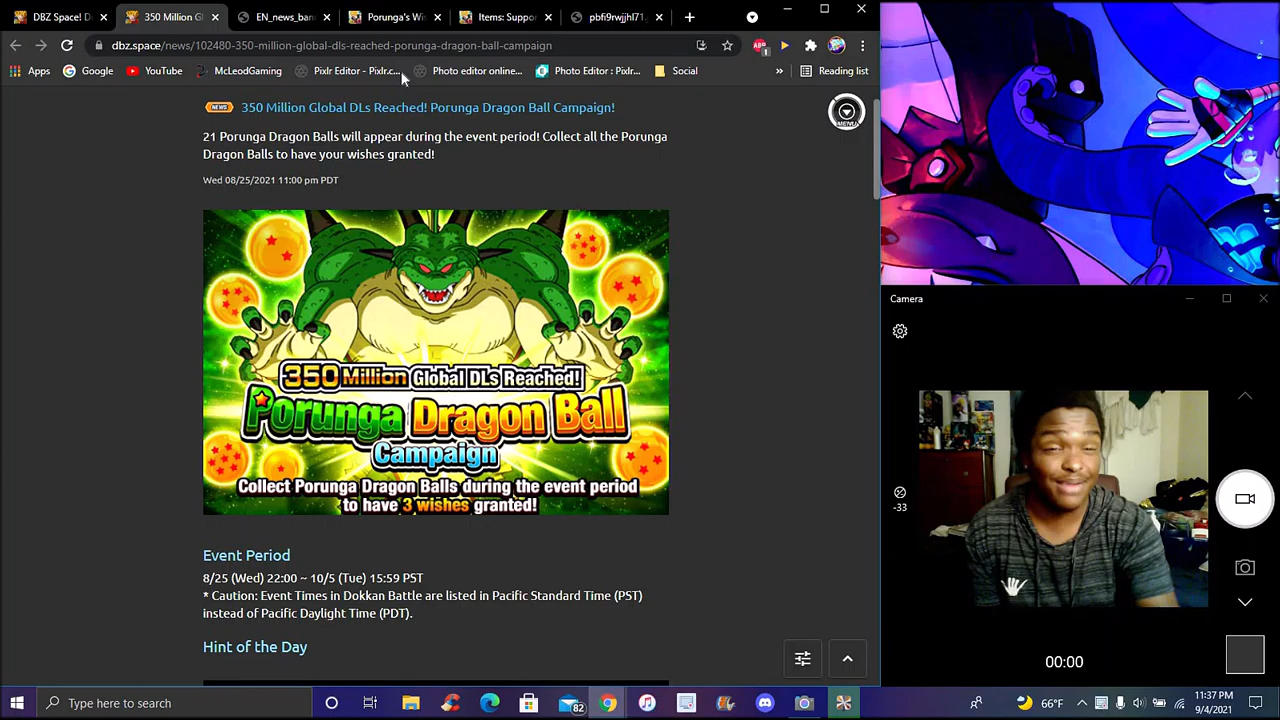 DBZ Space! D
350 Million Gl
EN_news_ban
Porunga's Wis
Items: Suppor
pbfi9rwjjhl71
dbz.space/news/102480-350-million-global-dls-reached-porunga-dragon-ball-campaign
Apps
Google
YouTube
McLeodGaming
Pixlr Editor - Pixlr.c...
Photo editor online...
Photo Editor : Pixlr...
Social
»
Reading list
NEWS
350 Million Global DLs Reached! Porunga Dragon Ball Campaign!
MENU
21 Porunga Dragon Balls will appear during the event period! Collect all the Porunga
Dragon Balls to have your wishes granted!
Wed 08/25/2021 11:00 pm PDT
350 Million Global DLs Reached!
Porunga Dragon Ball
Campaign
Collect Porunga Dragon Balls during the event period
to have 3 wishes granted!
Event Period
8/25 (Wed) 22:00 ~ 10/5 (Tue) 15:59 PST
* Caution: Event Times in Dokkan Battle are listed in Pacific Standard Time (PST)
instead of Pacific Daylight Time (PDT).
Hint of the Day
Camera
-33
00:00
Type here to search
82
66°F
11:37 PM
9/4/2021